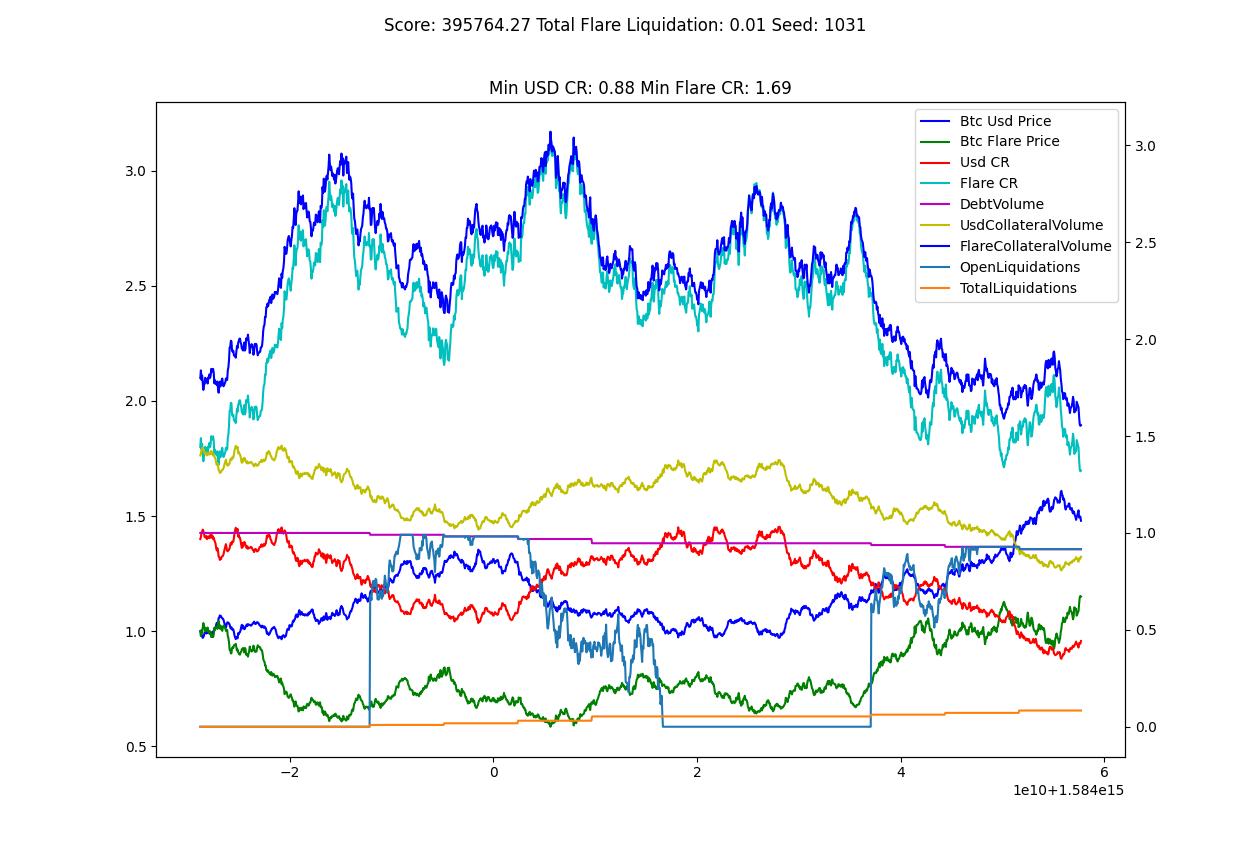 Score: 395764.27 Total Flare Liquidation: 0.01 Seed: 1031
Min USD CR: 0.88 Min Flare CR: 1.69
Btc Usd Price
Btc Flare Price
Usd CR
Flare CR
DebtVolume
UsdCollateralVolume
FlareCollateralVolume
OpenLiquidations
TotalLiquidations
3.0
2.5
2.0
1.5
1.0
0.5
3.0
2.5
2.0
1.5
1.0
0.5
0.0
−2 0 2 4 6
1e10+1.584e15